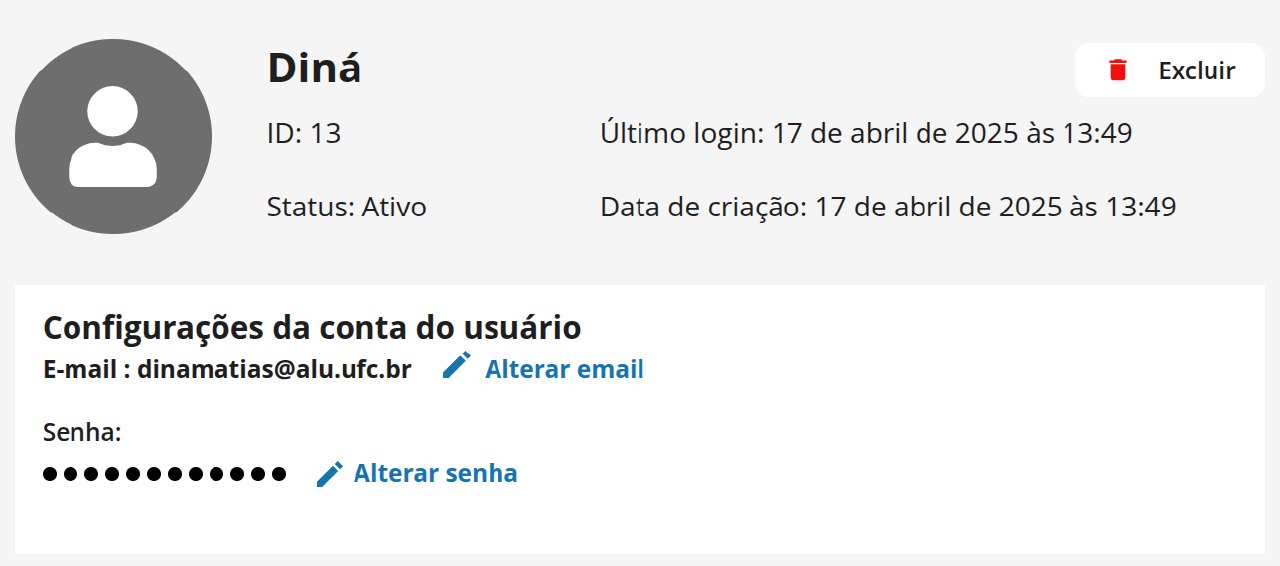 Diná
Excluir
ID: 13
Último login: 17 de abril de 2025 às 13:49
Status: Ativo
Data de criação: 17 de abril de 2025 às 13:49
Configurações da conta do usuário
E-mail : dinamatias@alu.ufc.br
Alterar email
Senha:
●●●●●●●●●●●●
Alterar senha